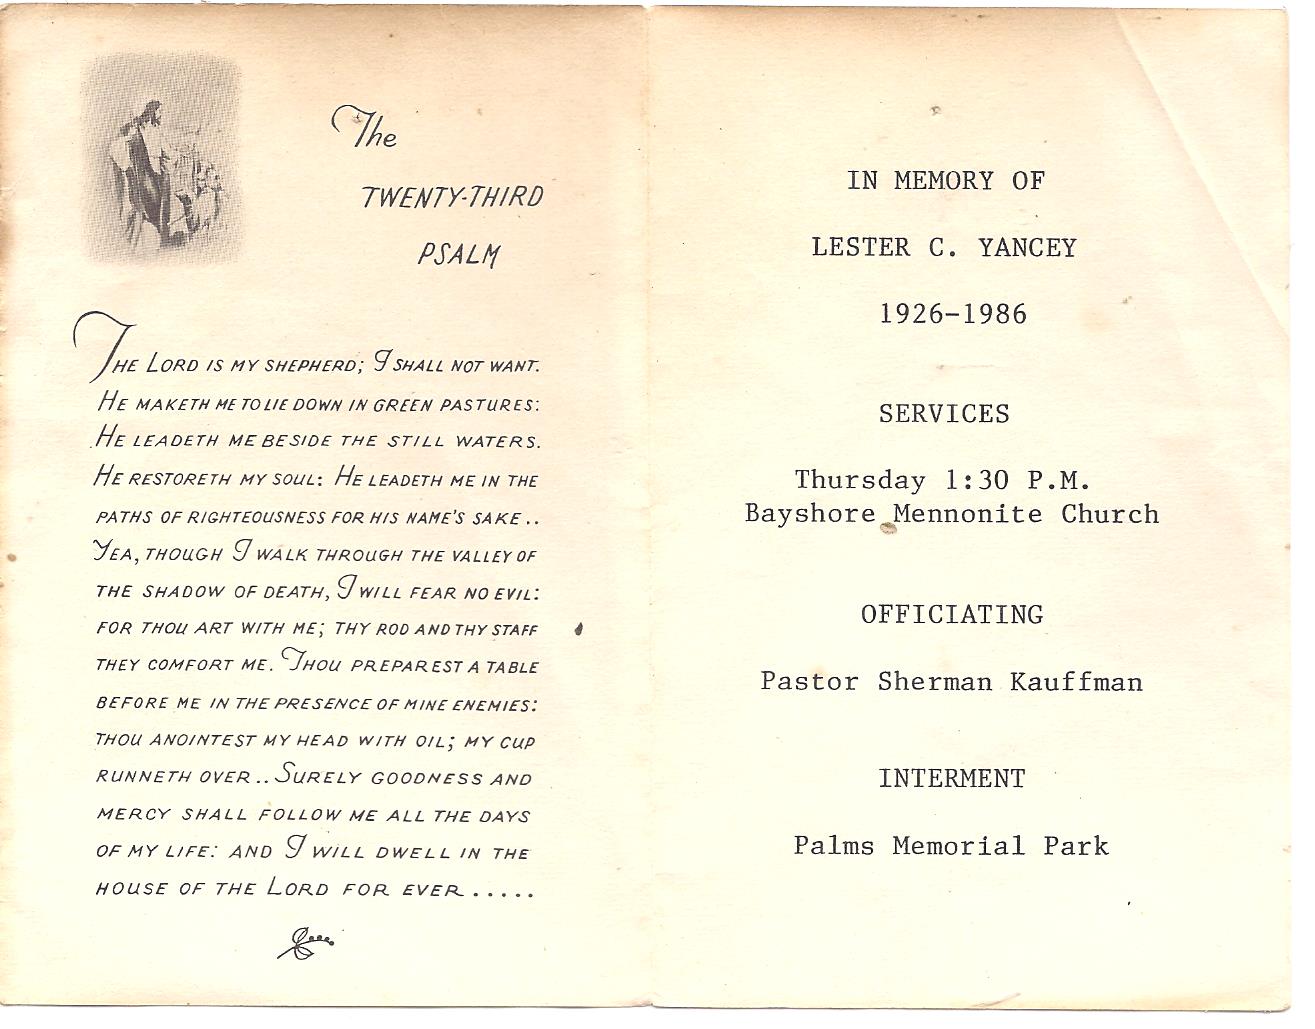 The
TWENTY-THIRD
PSALM
THE LORD IS MY SHEPHERD; I SHALL NOT WANT.
HE MAKETH ME TO LIE DOWN IN GREEN PASTURES:
HE LEADETH ME BESIDE THE STILL WATERS.
HE RESTORETH MY SOUL: HE LEADETH ME IN THE
PATHS OF RIGHTEOUSNESS FOR HIS NAME'S SAKE..
YEA, THOUGH I WALK THROUGH THE VALLEY OF
THE SHADOW OF DEATH, I WILL FEAR NO EVIL:
FOR THOU ART WITH ME; THY ROD AND THY STAFF
THEY COMFORT ME. THOU PREPAREST A TABLE
BEFORE ME IN THE PRESENCE OF MINE ENEMIES:
THOU ANOINTEST MY HEAD WITH OIL; MY CUP
RUNNETH OVER.. SURELY GOODNESS AND
MERCY SHALL FOLLOW ME ALL THE DAYS
OF MY LIFE: AND I WILL DWELL IN THE
HOUSE OF THE LORD FOR EVER.....
IN MEMORY OF
LESTER C. YANCEY
1926-1986
SERVICES
Thursday 1:30 P.M.
Bayshore Mennonite Church
OFFICIATING
Pastor Sherman Kauffman
INTERMENT
Palms Memorial Park